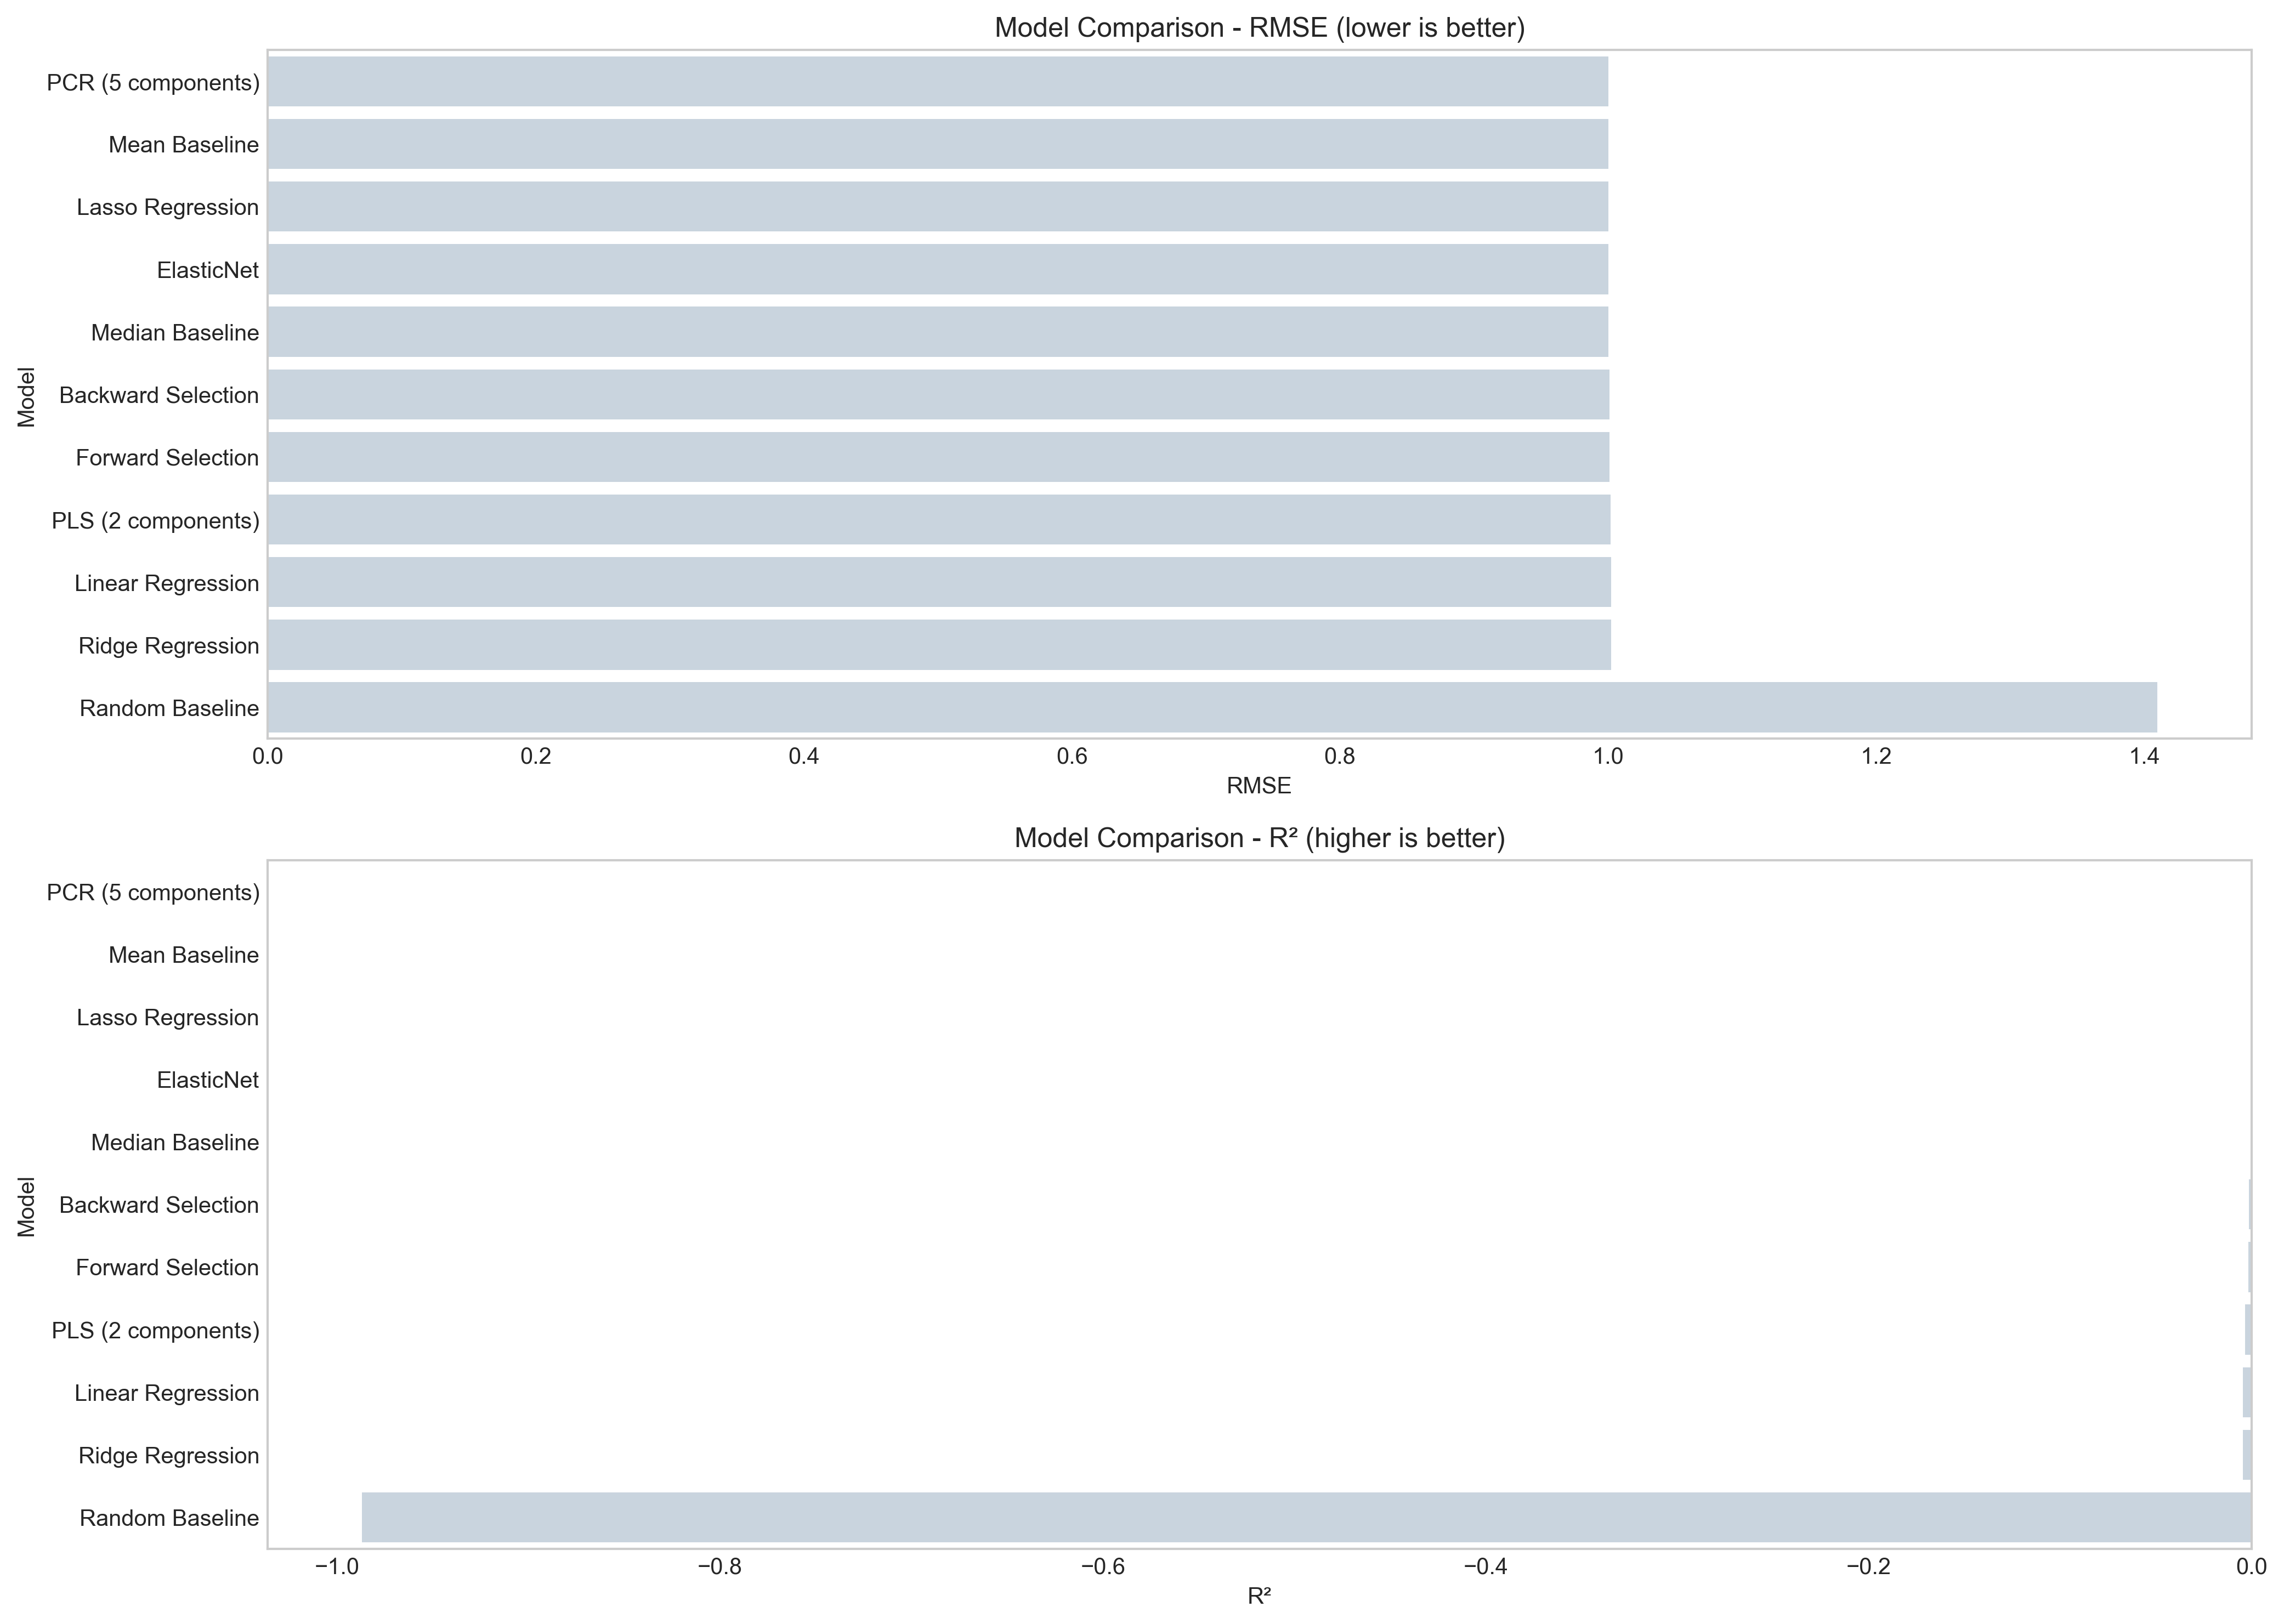 Model Comparison - RMSE (lower is better)
PCR (5 components)
Mean Baseline
Lasso Regression
ElasticNet
Median Baseline
Backward Selection
Forward Selection
PLS (2 components)
Linear Regression
Ridge Regression
Random Baseline
Model
0.0 0.2 0.4 0.6 0.8 1.0 1.2 1.4
RMSE
Model Comparison - R² (higher is better)
PCR (5 components)
Mean Baseline
Lasso Regression
ElasticNet
Median Baseline
Backward Selection
Forward Selection
PLS (2 components)
Linear Regression
Ridge Regression
Random Baseline
Model
−1.0 −0.8 −0.6 −0.4 −0.2 0.0
R²